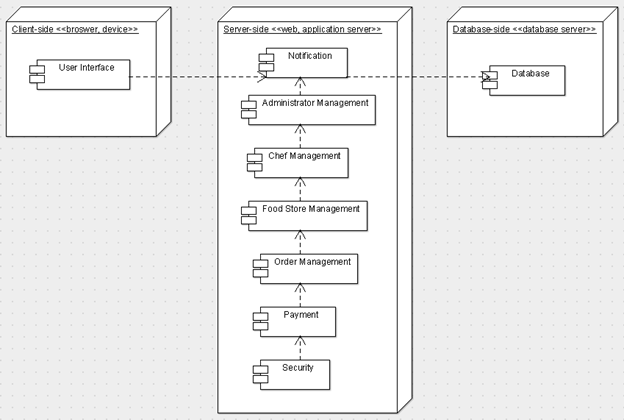 Client-side <<broswer, device>>
User Interface
Server-side <<web, application server>>
Notification
Administrator Management
Chef Management
Food Store Management
Order Management
Payment
Security
Database-side <<database server>>
Database